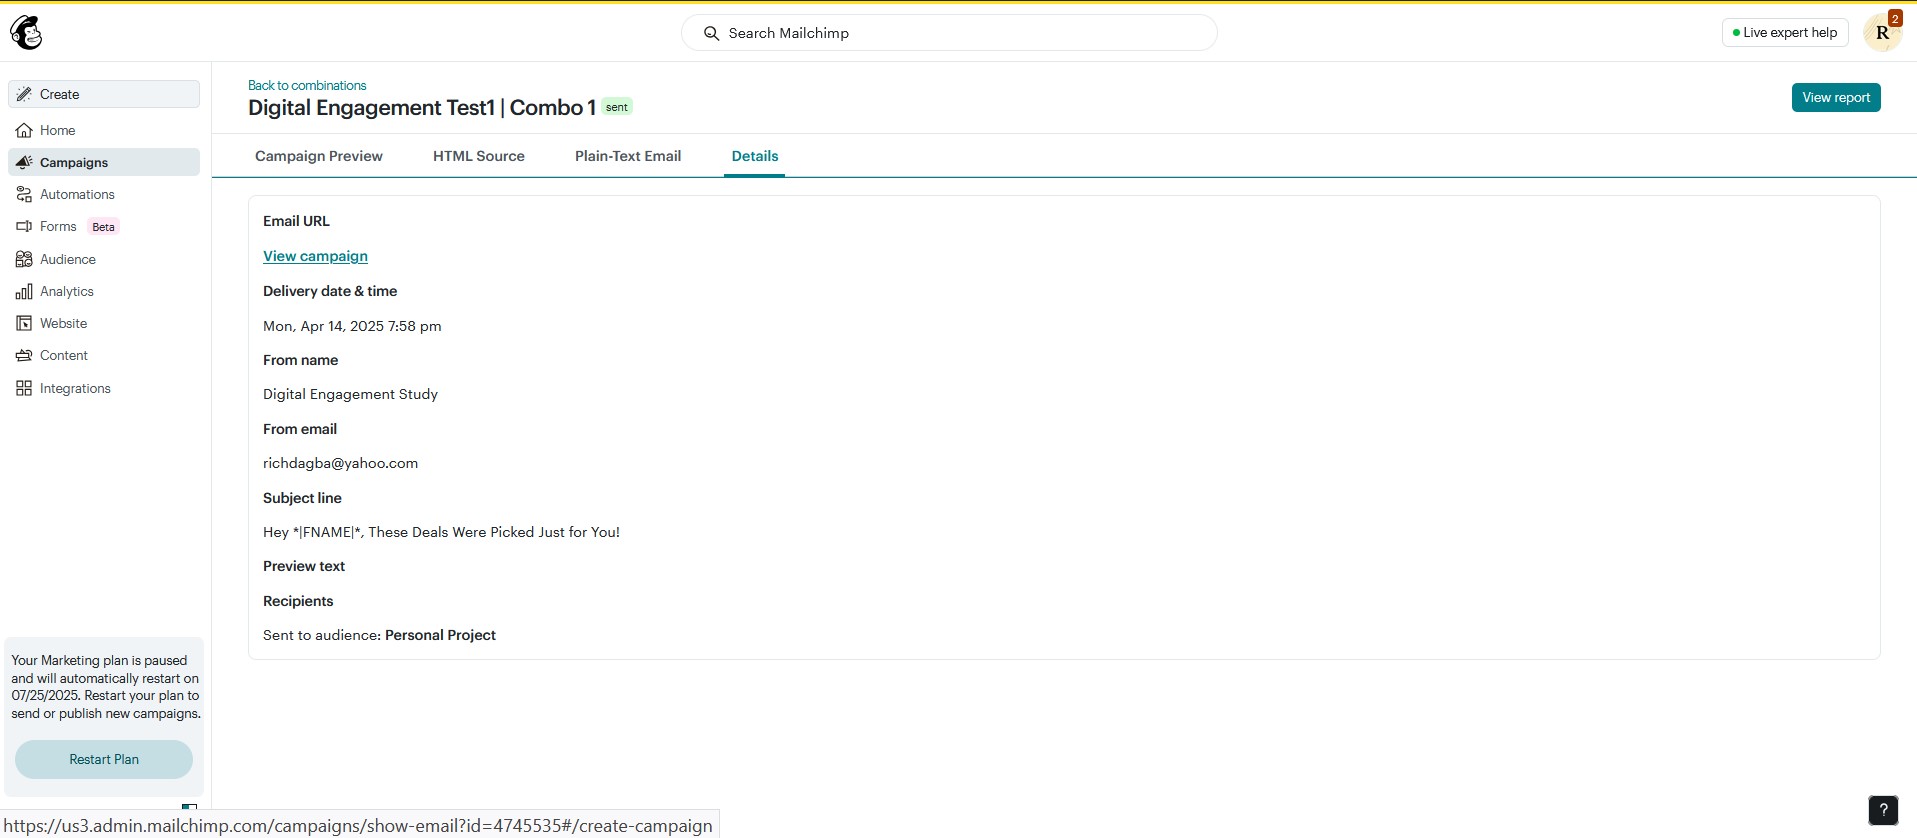 Search Mailchimp
Live expert help
R
2
Create
Home
Campaigns
Automations
Forms Beta
Audience
Analytics
Website
Content
Integrations
Your Marketing plan is paused
and will automatically restart on
07/25/2025. Restart your plan to
send or publish new campaigns.
Restart Plan
Back to combinations
Digital Engagement Test1 | Combo 1 sent
View report
Campaign Preview
HTML Source
Plain-Text Email
Details
Email URL
View campaign
Delivery date & time
Mon, Apr 14, 2025 7:58 pm
From name
Digital Engagement Study
From email
richdagba@yahoo.com
Subject line
Hey *|FNAME|*, These Deals Were Picked Just for You!
Preview text
Recipients
Sent to audience: Personal Project
?
https://us3.admin.mailchimp.com/campaigns/show-email?id=4745535#/create-campaign